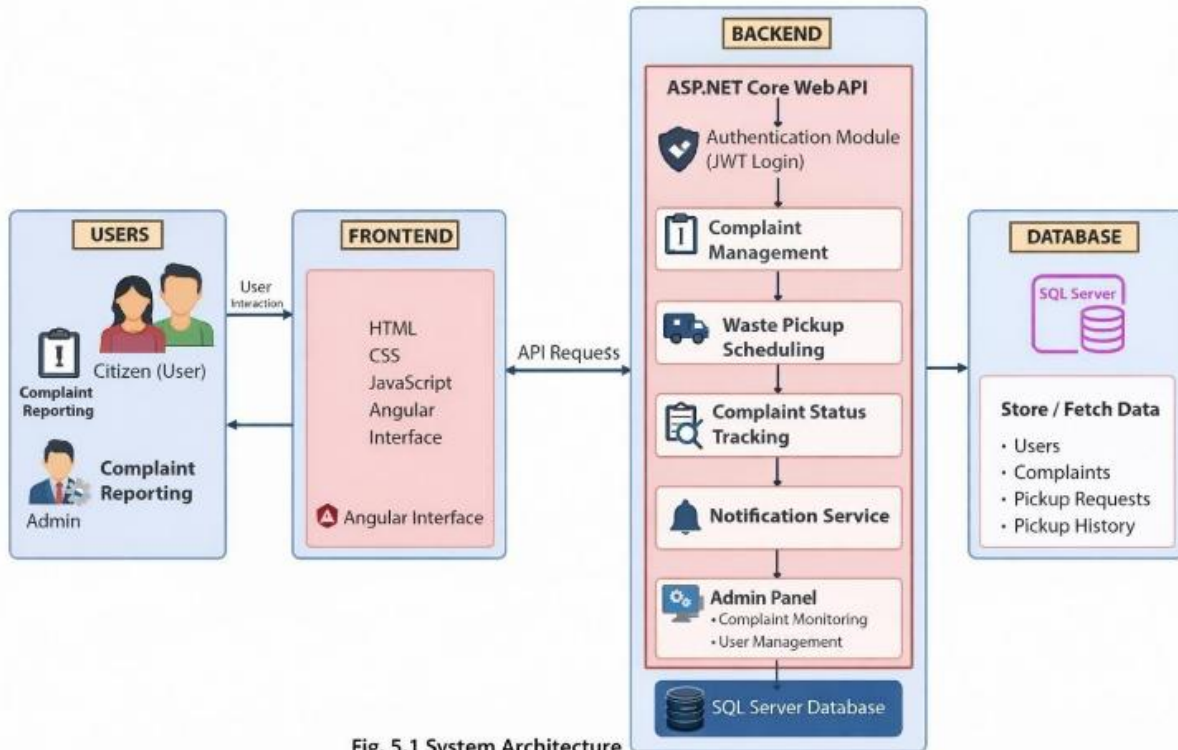 USERS
Citizen (User)
Complaint
Reporting
Complaint
Reporting
Admin
User
Interaction
FRONTEND
HTML
CSS
JavaScript
Angular
Interface
Angular Interface
API Requests
BACKEND
ASP.NET Core Web API
Authentication Module
(JWT Login)
Complaint
Management
Waste Pickup
Scheduling
Complaint Status
Tracking
Notification Service
Admin Panel
• Complaint Monitoring
• User Management
SQL Server Database
DATABASE
SQL Server
Store / Fetch Data
• Users
• Complaints
• Pickup Requests
• Pickup History
Fig. 5.1 System Architecture